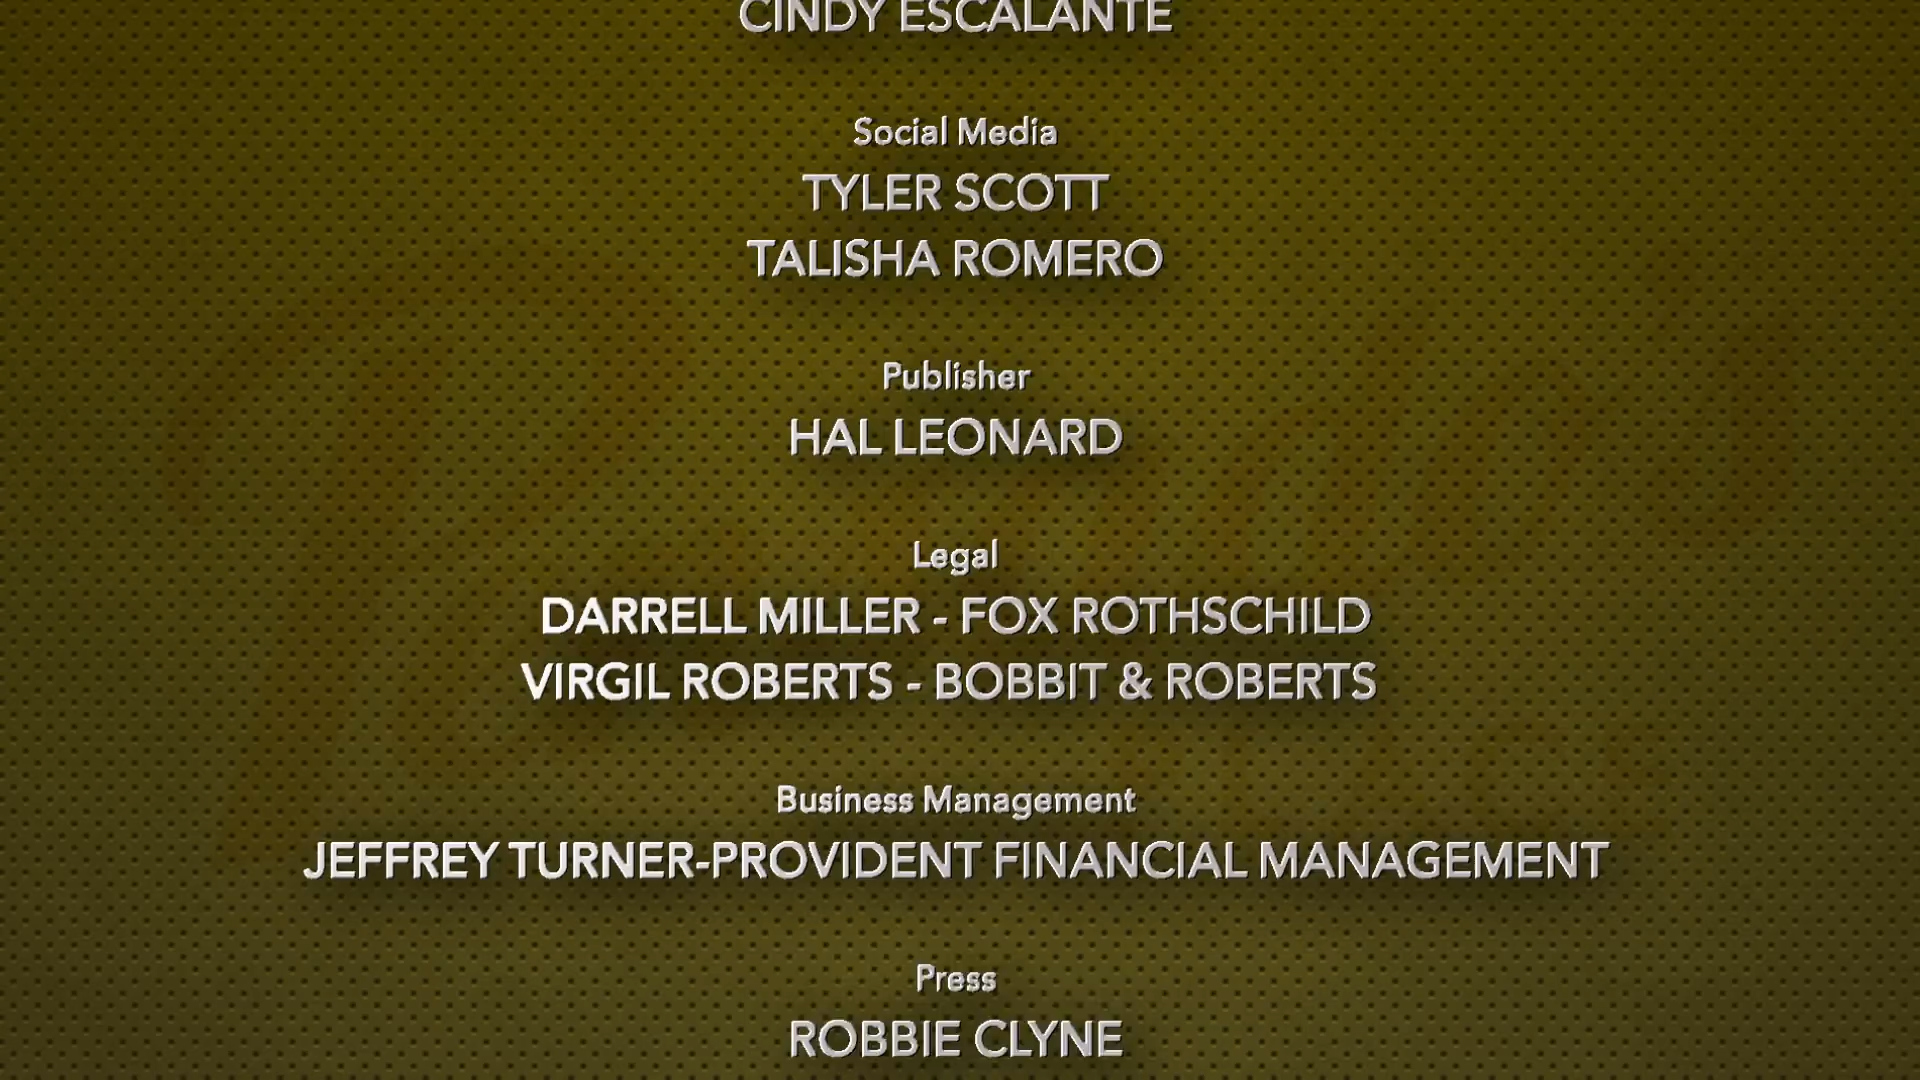 CINDY ESCALANTE
Social Media
TYLER SCOTT
TALISHA ROMERO
Publisher
HAL LEONARD
Legal
DARRELL MILLER - FOX ROTHSCHILD
VIRGIL ROBERTS - BOBBIT & ROBERTS
Business Management
JEFFREY TURNER-PROVIDENT FINANCIAL MANAGEMENT
Press
ROBBIE CLYNE